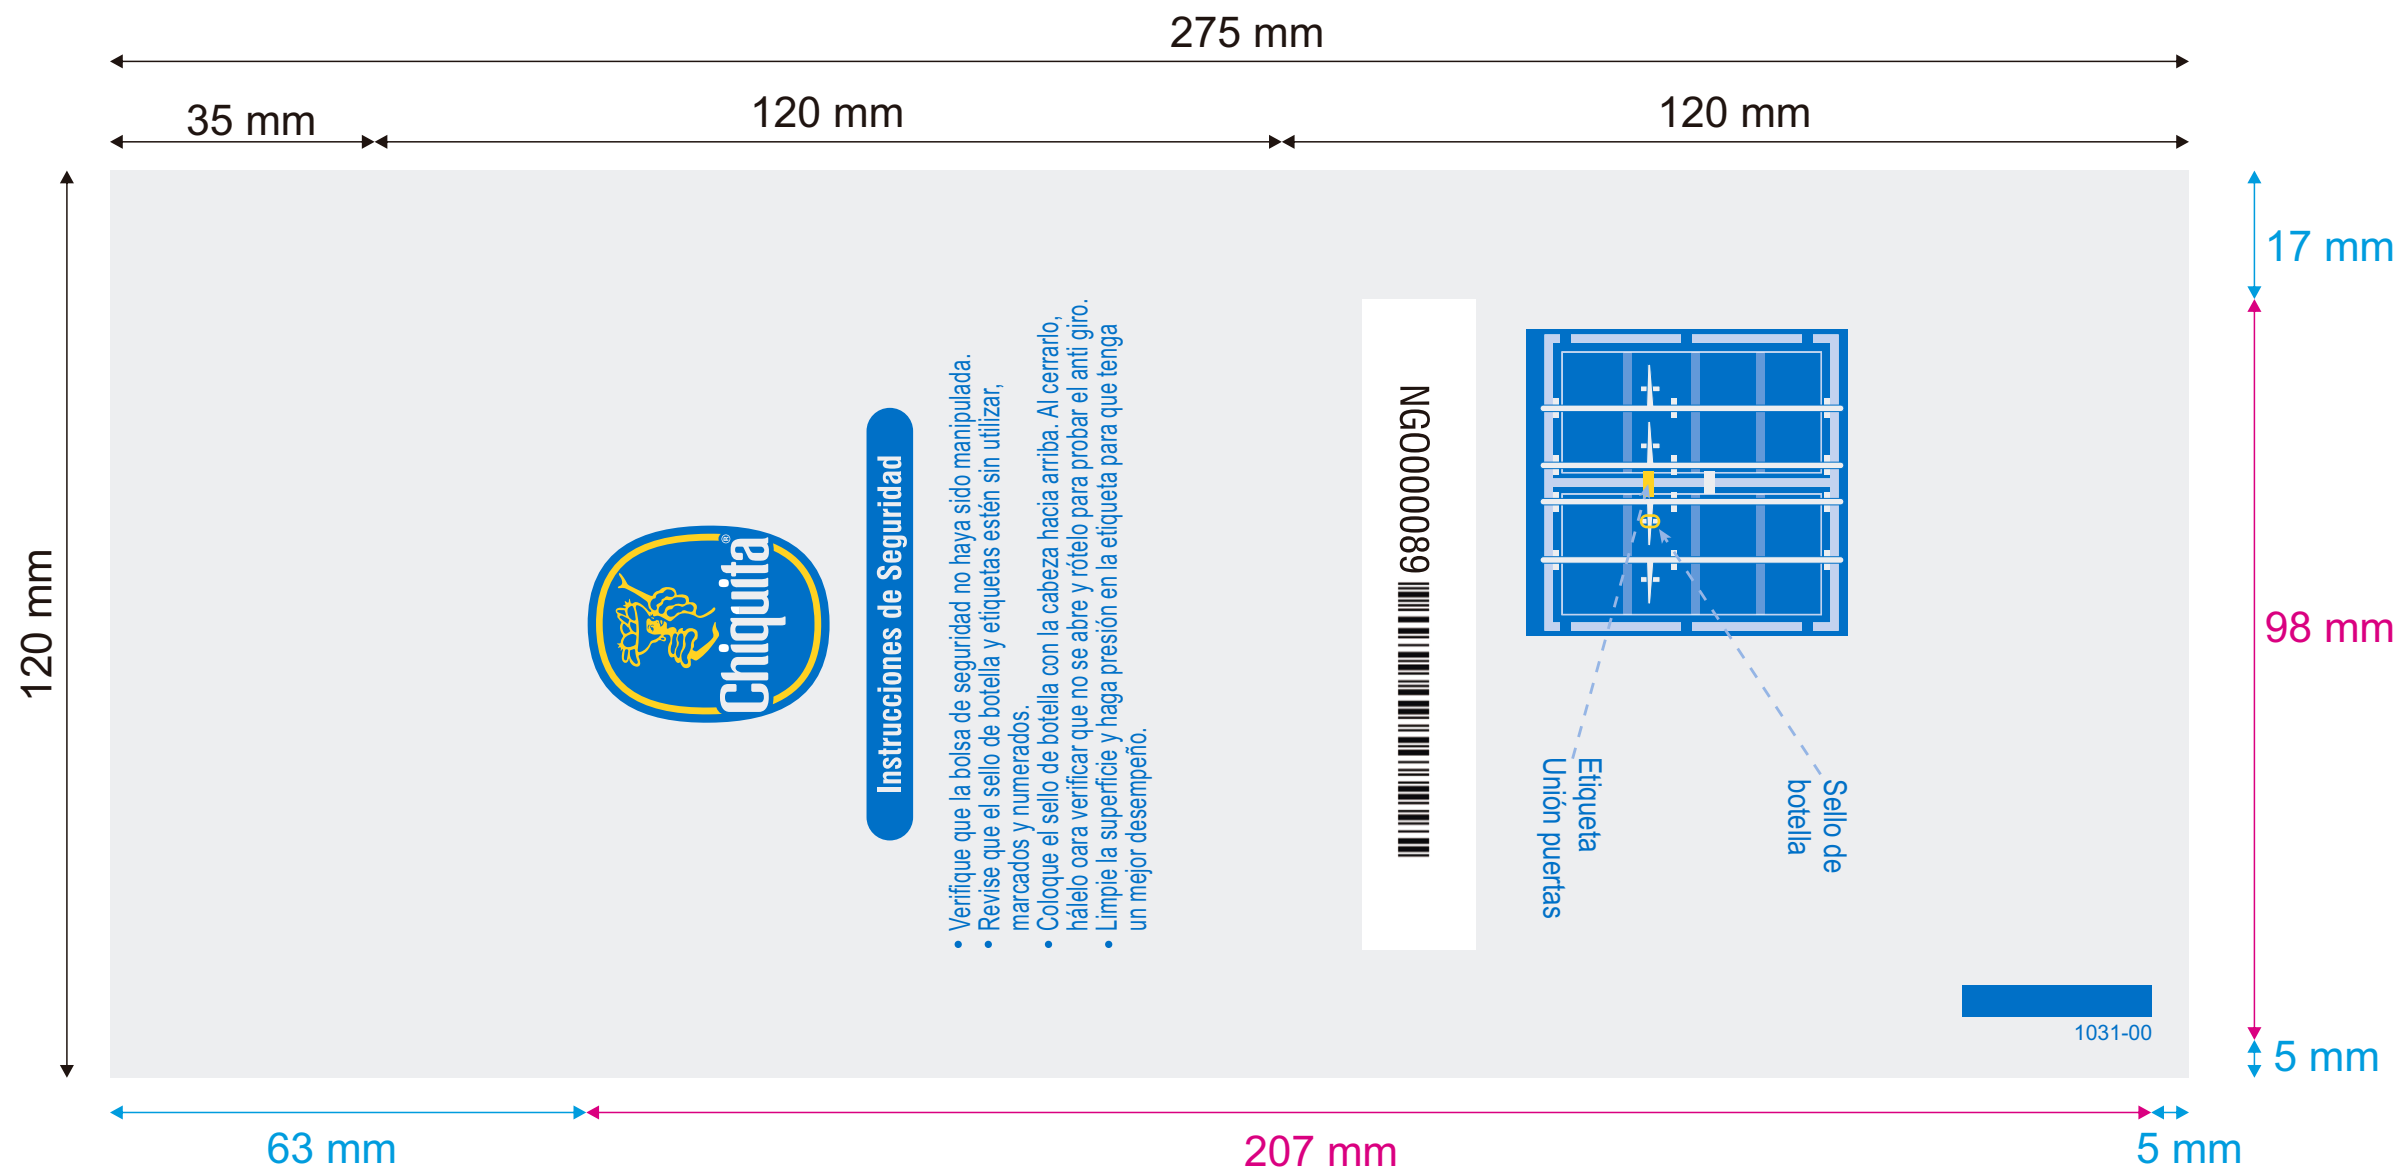 275 mm
35 mm
120 mm
120 mm
120 mm
17 mm
98 mm
5 mm
63 mm
207 mm
5 mm
Chiquita®
Instrucciones de Seguridad
• Verifique que la bolsa de seguridad no haya sido manipulada.
• Revise que el sello de botella y etiquetas estén sin utilizar,
marcados y numerados.
• Coloque el sello de botella con la cabeza hacia arriba. Al cerrarlo,
hálelo oara verificar que no se abre y rótelo para probar el anti giro.
• Limpie la superficie y haga presión en la etiqueta para que tenga
un mejor desempeño.
NGO0000089
Etiqueta
Unión puertas
Sello de
botella
1031-00